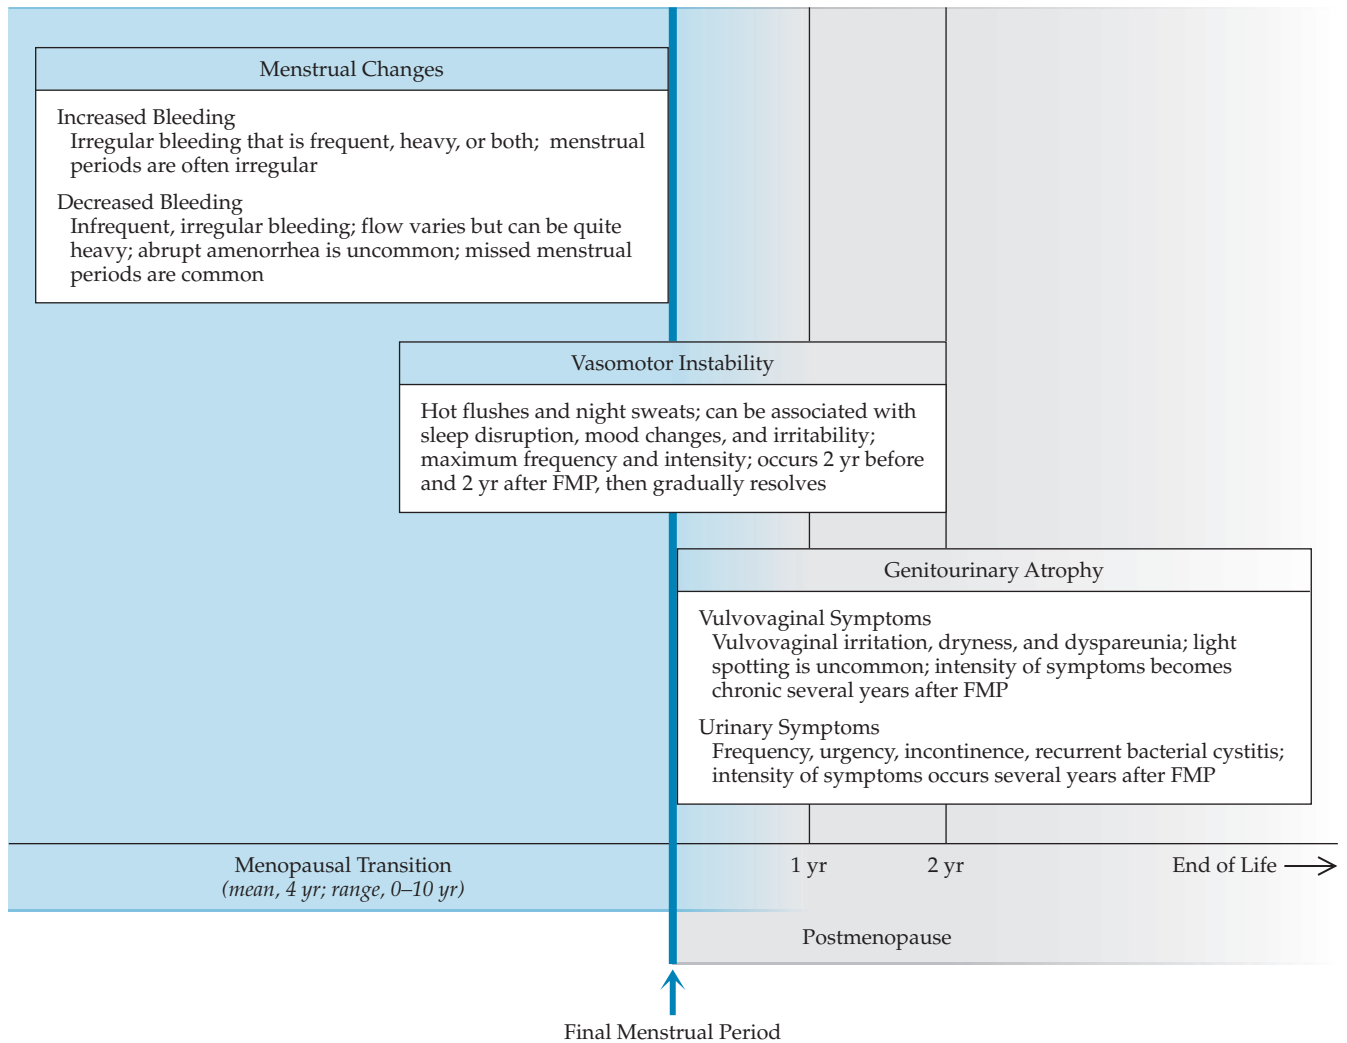 Menstrual Changes
Increased Bleeding
Irregular bleeding that is frequent, heavy, or both; menstrual
periods are often irregular
Decreased Bleeding
Infrequent, irregular bleeding; flow varies but can be quite
heavy; abrupt amenorrhea is uncommon; missed menstrual
periods are common
Vasomotor Instability
Hot flushes and night sweats; can be associated with
sleep disruption, mood changes, and irritability;
maximum frequency and intensity; occurs 2 yr before
and 2 yr after FMP, then gradually resolves
Genitourinary Atrophy
Vulvovaginal Symptoms
Vulvovaginal irritation, dryness, and dyspareunia; light
spotting is uncommon; intensity of symptoms becomes
chronic several years after FMP
Urinary Symptoms
Frequency, urgency, incontinence, recurrent bacterial cystitis;
intensity of symptoms occurs several years after FMP
Menopausal Transition
(mean, 4 yr; range, 0–10 yr)
1 yr
2 yr
End of Life
Postmenopause
Final Menstrual Period